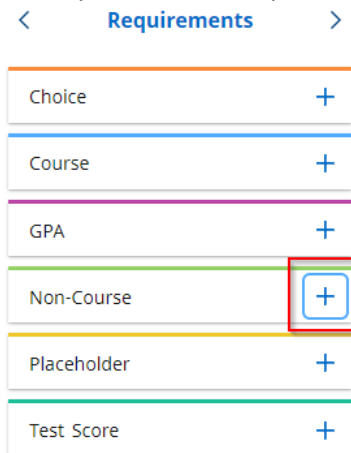 Requirements
Choice
Course
GPA
Non-Course
Placeholder
Test Score